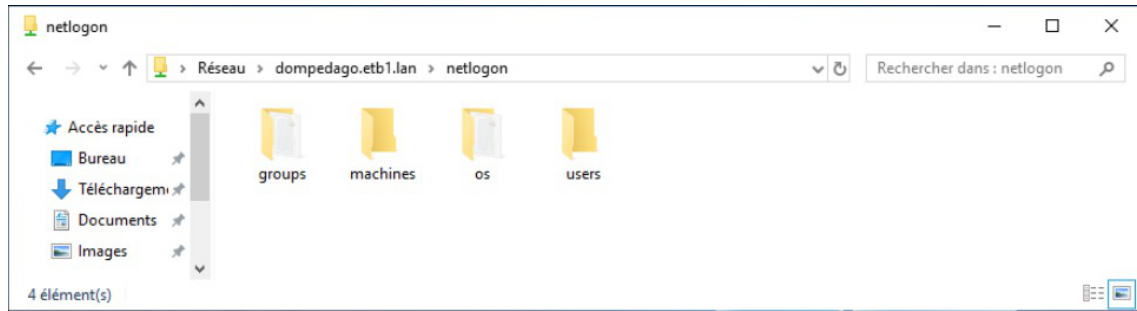 netlogon
Réseau > dompedago.etb1.lan > netlogon
Rechercher dans : netlogon
Accès rapide
Bureau
Téléchargem
Documents
Images
groups
machines
os
users
4 élément(s)